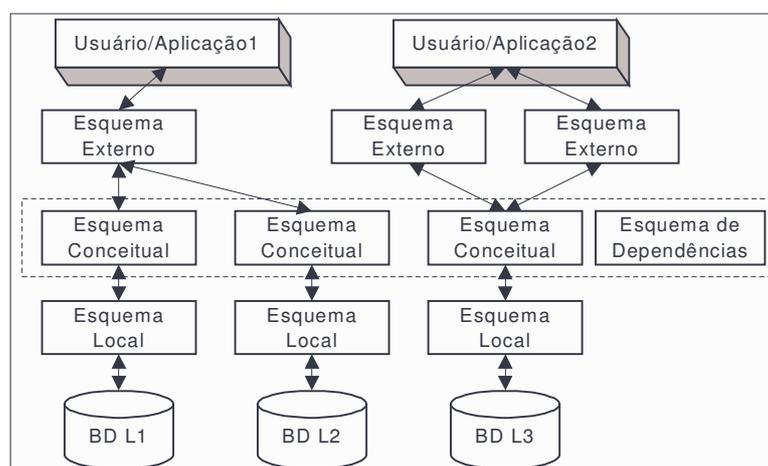 Usuário/Aplicação1
Usuário/Aplicação2
Esquema
Externo
Esquema
Externo
Esquema
Externo
Esquema
Conceitual
Esquema
Conceitual
Esquema
Conceitual
Esquema de
Dependências
Esquema
Local
Esquema
Local
Esquema
Local
BD L1
BD L2
BD L3